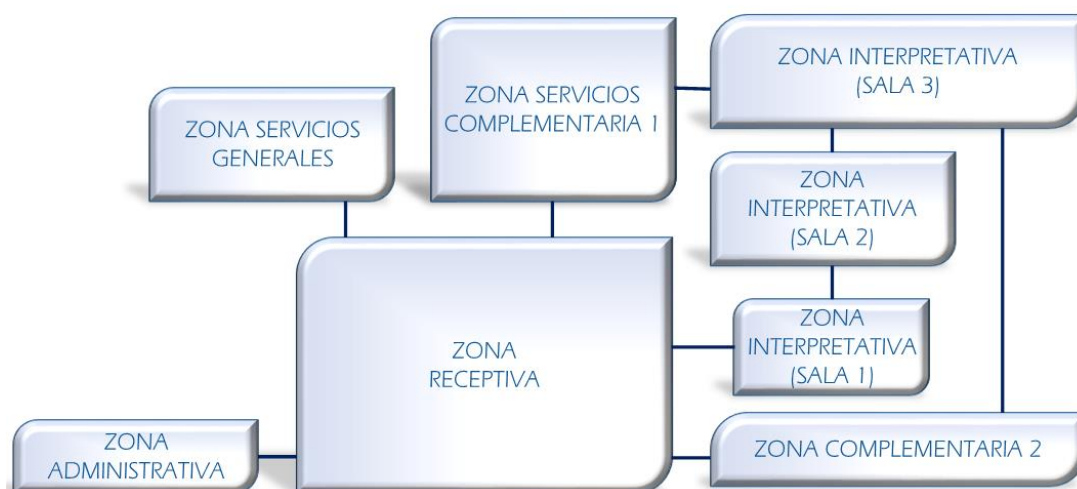 ZONA INTERPRETATIVA
(SALA 3)
ZONA SERVICIOS
COMPLEMENTARIA 1
ZONA SERVICIOS
GENERALES
ZONA
INTERPRETATIVA
(SALA 2)
ZONA
INTERPRETATIVA
(SALA 1)
ZONA
RECEPTIVA
ZONA
ADMINISTRATIVA
ZONA COMPLEMENTARIA 2